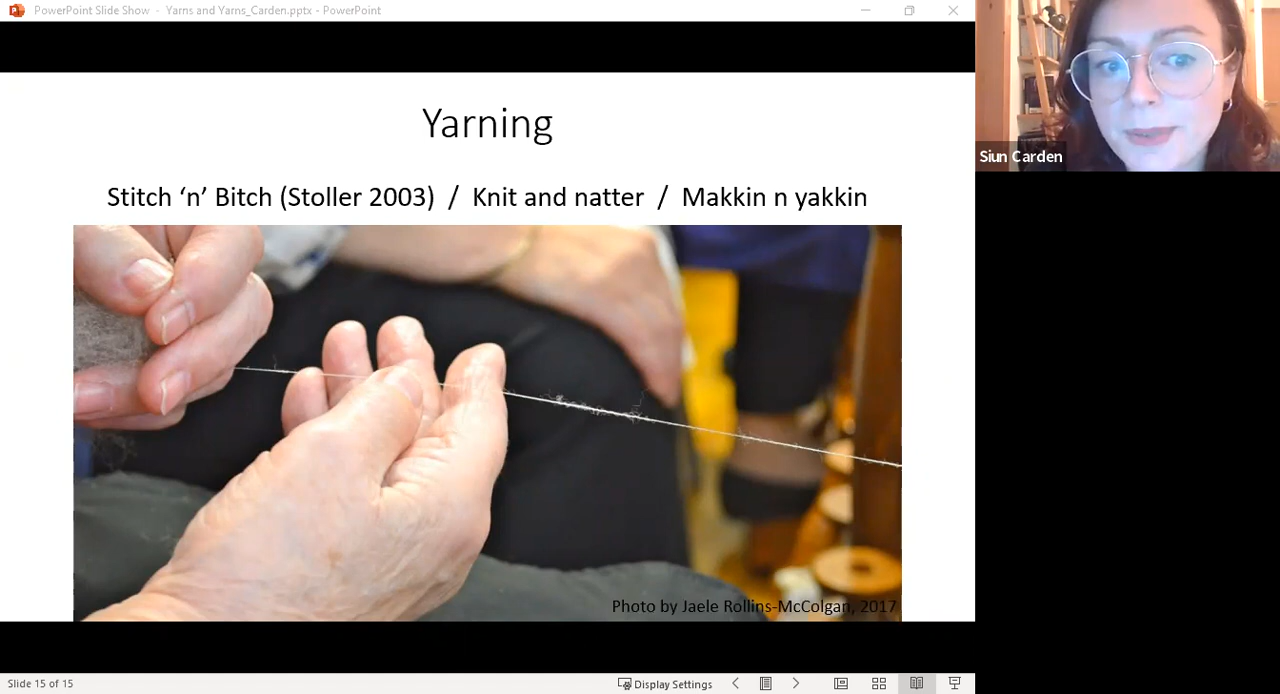 PowerPoint Slide Show - Yarns and Yarns_Carden.pptx - PowerPoint
Siun Carden
Yarning
Stitch ‘n’ Bitch (Stoller 2003) / Knit and natter / Makkin n yakkin
Photo by Jaele Rollins-McColgan, 2017
Slide 15 of 15
Display Settings